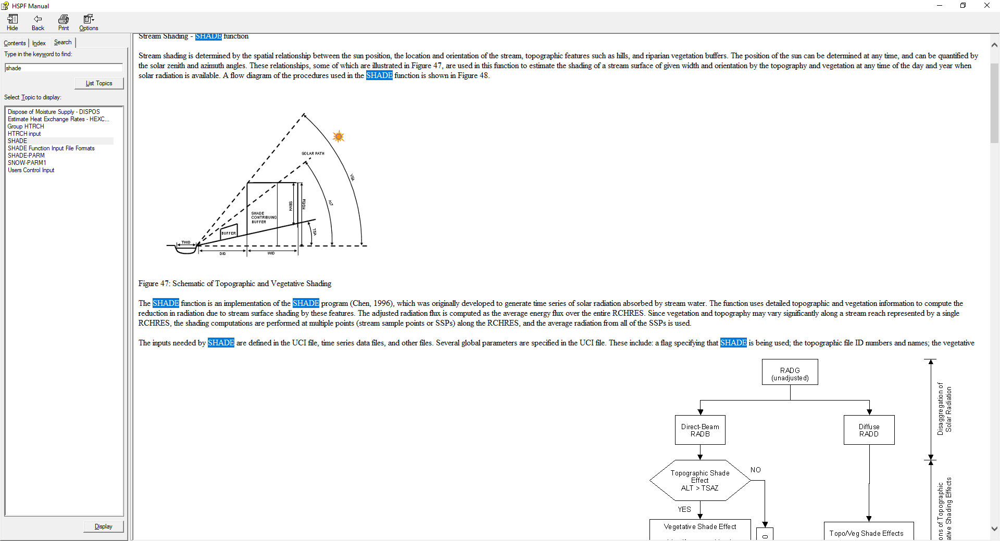 HSPF Manual
Hide
Back
Print
Options
Contents
Index
Search
Type in the keyword to find:
shade
List Topics
Select Topic to display:
Dispose of Moisture Supply - DISPOS
Estimate Heat Exchange Rates - HEXC...
Group HTRCH
HTRCH input
SHADE
SHADE Function Input File Formats
SHADE-PARM
SNOW-PARM1
Users Control Input
Display
Stream Shading - SHADE function
Stream shading is determined by the spatial relationship between the sun position, the location and orientation of the stream, topographic features such as hills, and riparian vegetation buffers. The position of the sun can be determined at any time, and can be quantified by
the solar zenith and azimuth angles. These relationships, some of which are illustrated in Figure 47, are used in this function to estimate the shading of a stream surface of given width and orientation by the topography and vegetation at any time of the day and year when
solar radiation is available. A flow diagram of the procedures used in the SHADE function is shown in Figure 48.
SOLAR PATH
VSA
ALT
HABS
HDEM
SHADE
CONTRIBUING
BUFFER
BUFFER
TSA
TWID
DIS
WID
Figure 47: Schematic of Topographic and Vegetative Shading
The SHADE function is an implementation of the SHADE program (Chen, 1996), which was originally developed to generate time series of solar radiation absorbed by stream water. The function uses detailed topographic and vegetation information to compute the
reduction in radiation due to stream surface shading by these features. The adjusted radiation flux is computed as the average energy flux over the entire RCHRES. Since vegetation and topography may vary significantly along a stream reach represented by a single
RCHRES, the shading computations are performed at multiple points (stream sample points or SSPs) along the RCHRES, and the average radiation from all of the SSPs is used.
The inputs needed by SHADE are defined in the UCI file, time series data files, and other files. Several global parameters are specified in the UCI file. These include: a flag specifying that SHADE is being used; the topographic file ID numbers and names; the vegetative
RADG
(unadjusted)
Disaggregation of
Solar Radiation
Direct-Beam
RADB
Diffuse
RADD
Topographic Shade
Effect
ALT > TSAZ
NO
YES
Vegetative Shade Effect
0
Topo/Veg Shade Effects
ons of Topographic
ative Shading Effects